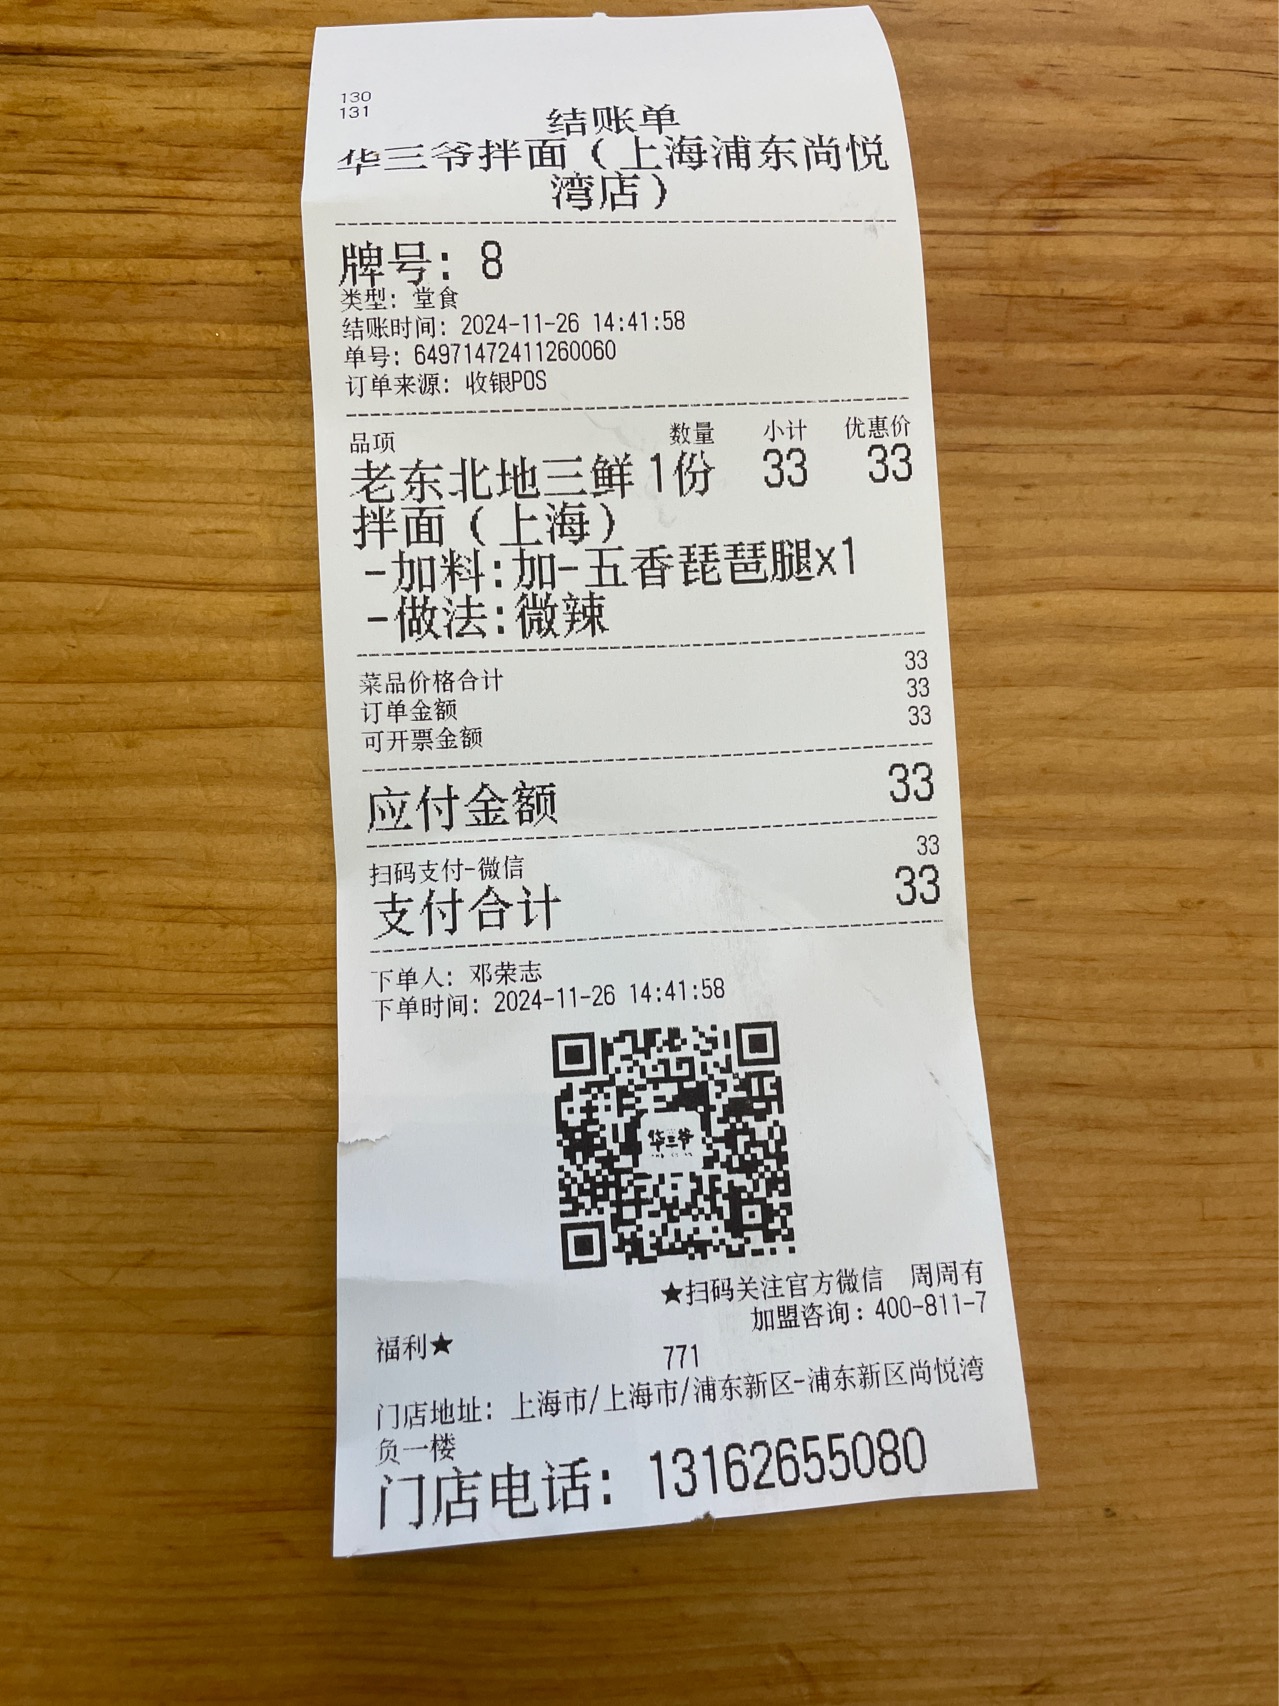 130
131
结账单
华三爷拌面（上海浦东尚悦
湾店）
牌号: 8
类型: 堂食
结账时间: 2024-11-26 14:41:58
单号: 64971472411260060
订单来源: 收银POS
品项 数量 小计 优惠价
老东北地三鲜 1份 33 33
拌面（上海）
-加料:加-五香琵琶腿x1
-做法:微辣
菜品价格合计 33
订单金额 33
可开票金额 33
应付金额 33
扫码支付-微信 33
支付合计 33
下单人: 邓荣志
下单时间: 2024-11-26 14:41:58
华三爷
★扫码关注官方微信 周周有
福利★ 加盟咨询: 400-811-7
771
门店地址: 上海市/上海市/浦东新区-浦东新区尚悦湾
负一楼
门店电话: 13162655080